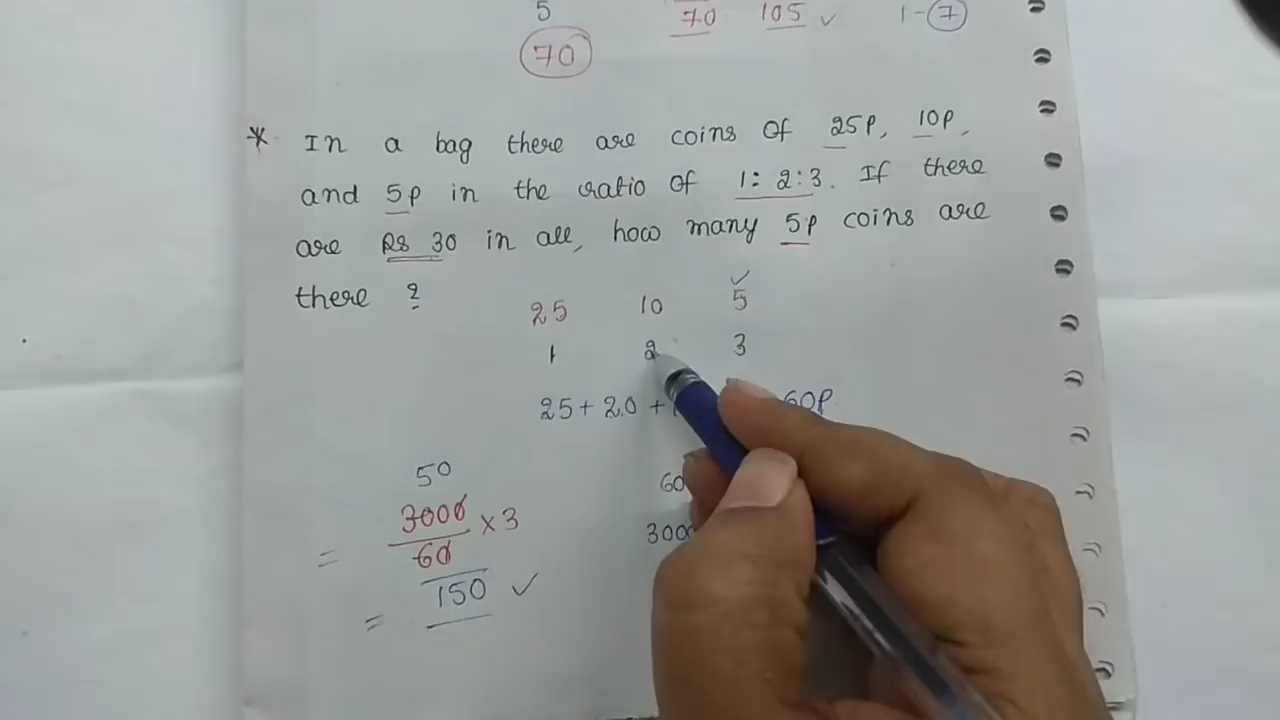 5 70 105 ✓ 1-7
70
* In a bag there are coins of 25p, 10p,
and 5p in the ratio of 1:2:3. If there
are Rs 30 in all, how many 5p coins are
there ?
✓
25 10 5
1 2 3
25 + 20 + 60p
50 60
3000 × 3 3000
= 60
= 150 ✓